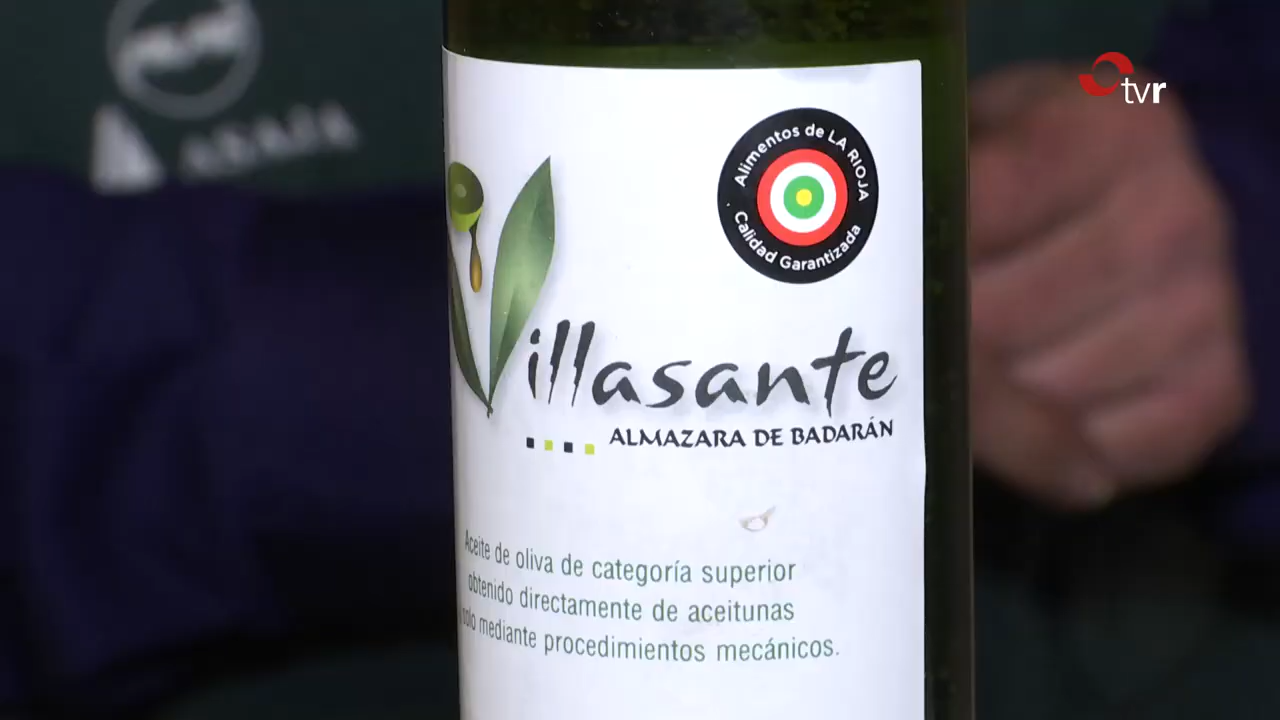 tvr
Alimentos de LA RIOJA
Calidad Garantizada
Villasante
ALMAZARA DE BADARÁN
Aceite de oliva de categoría superior
obtenido directamente de aceitunas
solo mediante procedimientos mecánicos.